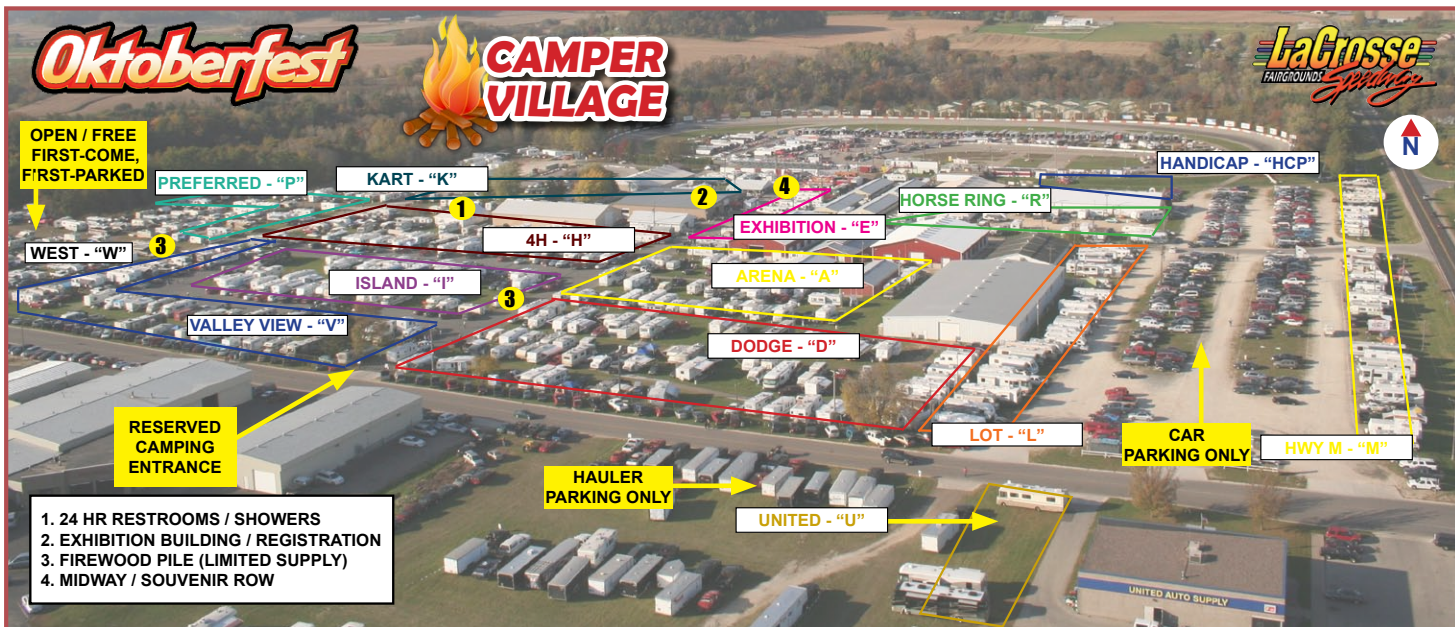 Oktoberfest
CAMPER
VILLAGE
LaCrosse
FAIRGROUNDS Speedway
N
OPEN / FREE
FIRST-COME,
FIRST-PARKED
PREFERRED - “P”
KART - “K”
HANDICAP - “HCP”
4
2
1
HORSE RING - “R”
EXHIBITION - “E”
4H - “H”
3
WEST - “W”
ISLAND - “I”
ARENA - “A”
3
VALLEY VIEW - “V”
DODGE - “D”
RESERVED
CAMPING
ENTRANCE
LOT - “L”
CAR
PARKING ONLY
HWY M - “M”
HAULER
PARKING ONLY
UNITED - “U”
1. 24 HR RESTROOMS / SHOWERS
2. EXHIBITION BUILDING / REGISTRATION
3. FIREWOOD PILE (LIMITED SUPPLY)
4. MIDWAY / SOUVENIR ROW
UNITED AUTO SUPPLY